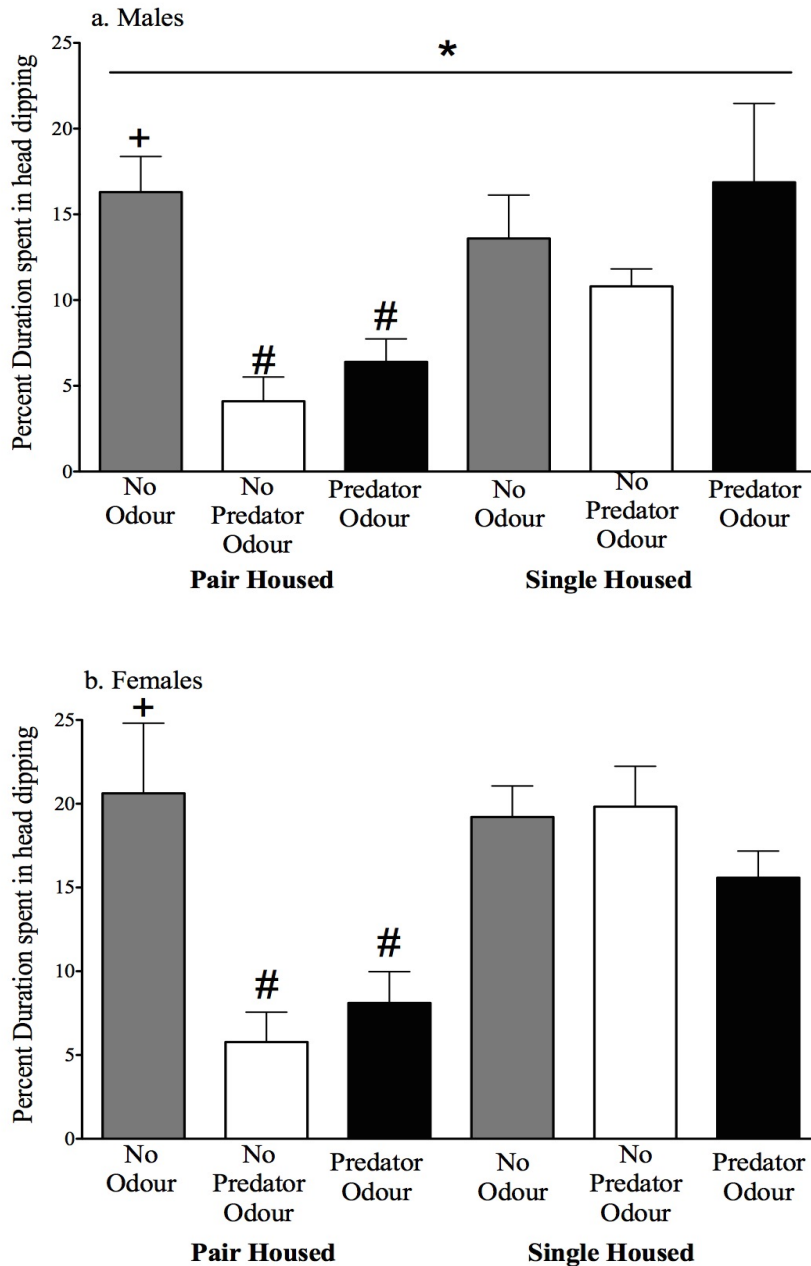 a. Males
*
Percent Duration spent in head dipping
25
20
15
10
5
0
+
#
#
No Odour
No Predator Odour
Predator Odour
No Odour
No Predator Odour
Predator Odour
Pair Housed
Single Housed
b. Females
Percent Duration spent in head dipping
25
20
15
10
5
0
+
#
#
No Odour
No Predator Odour
Predator Odour
No Odour
No Predator Odour
Predator Odour
Pair Housed
Single Housed